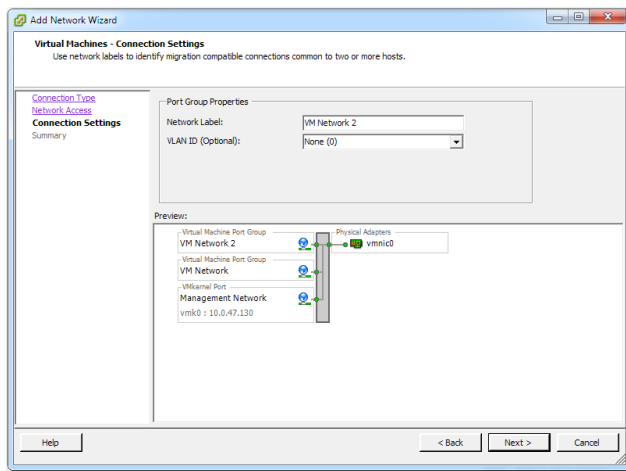 Add Network Wizard
Virtual Machines - Connection Settings
Use network labels to identify migration compatible connections common to two or more hosts.
Connection Type
Network Access
Connection Settings
Summary
Port Group Properties
Network Label:
VM Network 2
VLAN ID (Optional):
None (0)
Preview:
Virtual Machine Port Group
VM Network 2
Physical Adapters
vmnic0
Virtual Machine Port Group
VM Network
VMkernel Port
Management Network
vmk0 : 10.0.47.130
Help
< Back
Next >
Cancel